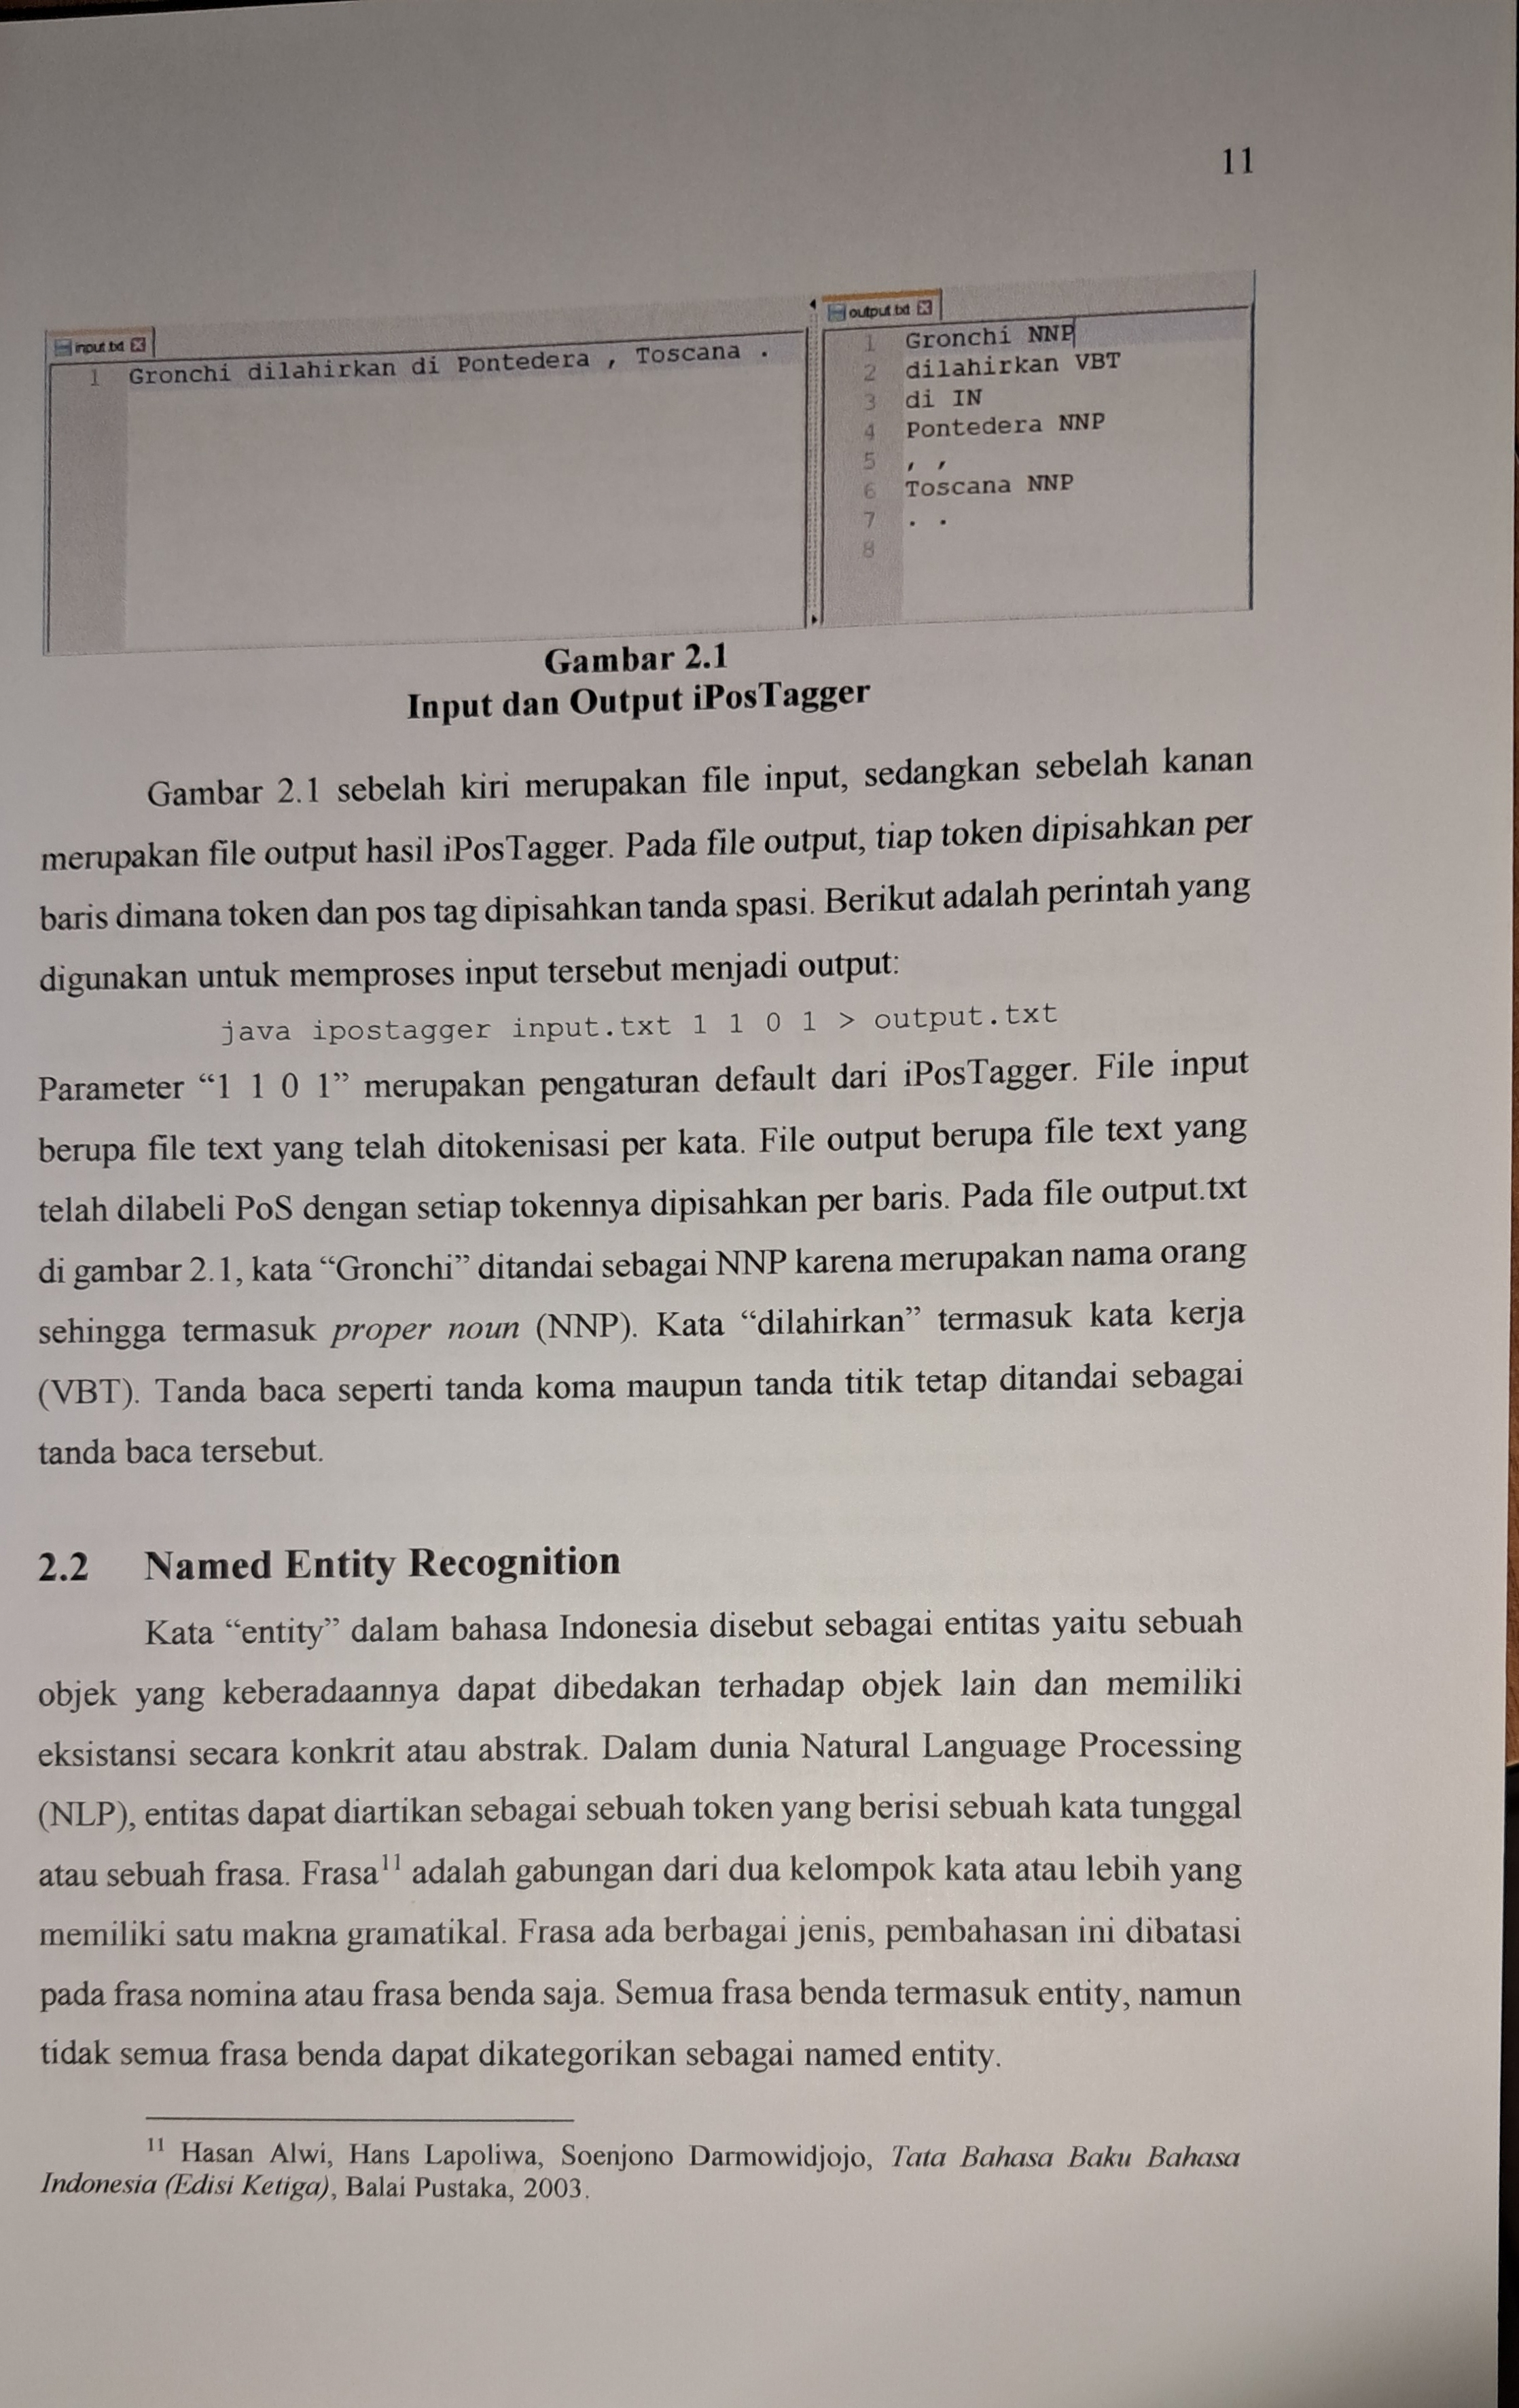 11
input.txt
1 Gronchi dilahirkan di Pontedera , Toscana .
output.txt
1 Gronchi NNP
2 dilahirkan VBT
3 di IN
4 Pontedera NNP
5 , ,
6 Toscana NNP
7 . .
8
Gambar 2.1
Input dan Output iPosTagger
Gambar 2.1 sebelah kiri merupakan file input, sedangkan sebelah kanan
merupakan file output hasil iPosTagger. Pada file output, tiap token dipisahkan per
baris dimana token dan pos tag dipisahkan tanda spasi. Berikut adalah perintah yang
digunakan untuk memproses input tersebut menjadi output:
java ipostagger input.txt 1 1 0 1 > output.txt
Parameter “1 1 0 1” merupakan pengaturan default dari iPosTagger. File input
berupa file text yang telah ditokenisasi per kata. File output berupa file text yang
telah dilabeli PoS dengan setiap tokennya dipisahkan per baris. Pada file output.txt
di gambar 2.1, kata “Gronchi” ditandai sebagai NNP karena merupakan nama orang
sehingga termasuk proper noun (NNP). Kata “dilahirkan” termasuk kata kerja
(VBT). Tanda baca seperti tanda koma maupun tanda titik tetap ditandai sebagai
tanda baca tersebut.
2.2 Named Entity Recognition
Kata “entity” dalam bahasa Indonesia disebut sebagai entitas yaitu sebuah
objek yang keberadaannya dapat dibedakan terhadap objek lain dan memiliki
eksistansi secara konkrit atau abstrak. Dalam dunia Natural Language Processing
(NLP), entitas dapat diartikan sebagai sebuah token yang berisi sebuah kata tunggal
atau sebuah frasa. Frasa11 adalah gabungan dari dua kelompok kata atau lebih yang
memiliki satu makna gramatikal. Frasa ada berbagai jenis, pembahasan ini dibatasi
pada frasa nomina atau frasa benda saja. Semua frasa benda termasuk entity, namun
tidak semua frasa benda dapat dikategorikan sebagai named entity.
11 Hasan Alwi, Hans Lapoliwa, Soenjono Darmowidjojo, Tata Bahasa Baku Bahasa
Indonesia (Edisi Ketiga), Balai Pustaka, 2003.